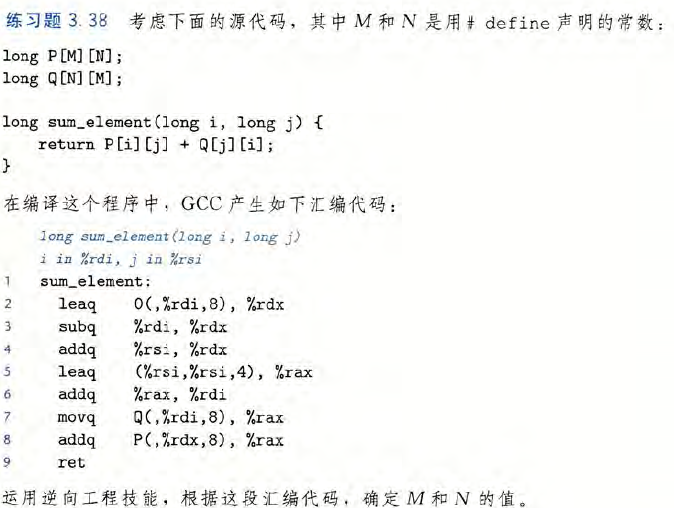 练习题 3.38 考虑下面的源代码，其中 M 和 N 是用# define 声明的常数：
long P[M][N];
long Q[N][M];
long sum_element(long i, long j) {
    return P[i][j] + Q[j][i];
}
在编译这个程序中，GCC 产生如下汇编代码：
long sum_element(long i, long j)
i in %rdi, j in %rsi
1 sum_element:
2 leaq 0(,%rdi,8), %rdx
3 subq %rdi, %rdx
4 addq %rsi, %rdx
5 leaq (%rsi,%rsi,4), %rax
6 addq %rax, %rdi
7 movq Q(,%rdi,8), %rax
8 addq P(,%rdx,8), %rax
9 ret
运用逆向工程技能，根据这段汇编代码，确定 M 和 N 的值。